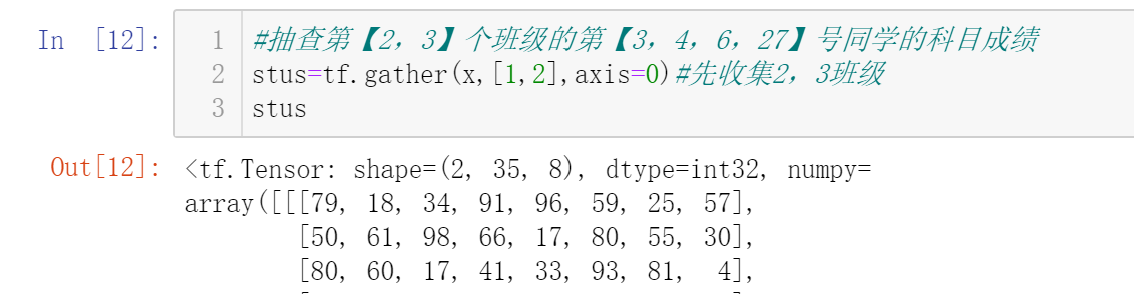 In [12]:
1 #抽查第【2，3】个班级的第【3，4，6，27】号同学的科目成绩
2 stus=tf.gather(x,[1,2],axis=0)#先收集2，3班级
3 stus
Out[12]: <tf.Tensor: shape=(2, 35, 8), dtype=int32, numpy=
array([[[79, 18, 34, 91, 96, 59, 25, 57],
[50, 61, 98, 66, 17, 80, 55, 30],
[80, 60, 17, 41, 33, 93, 81,  4],